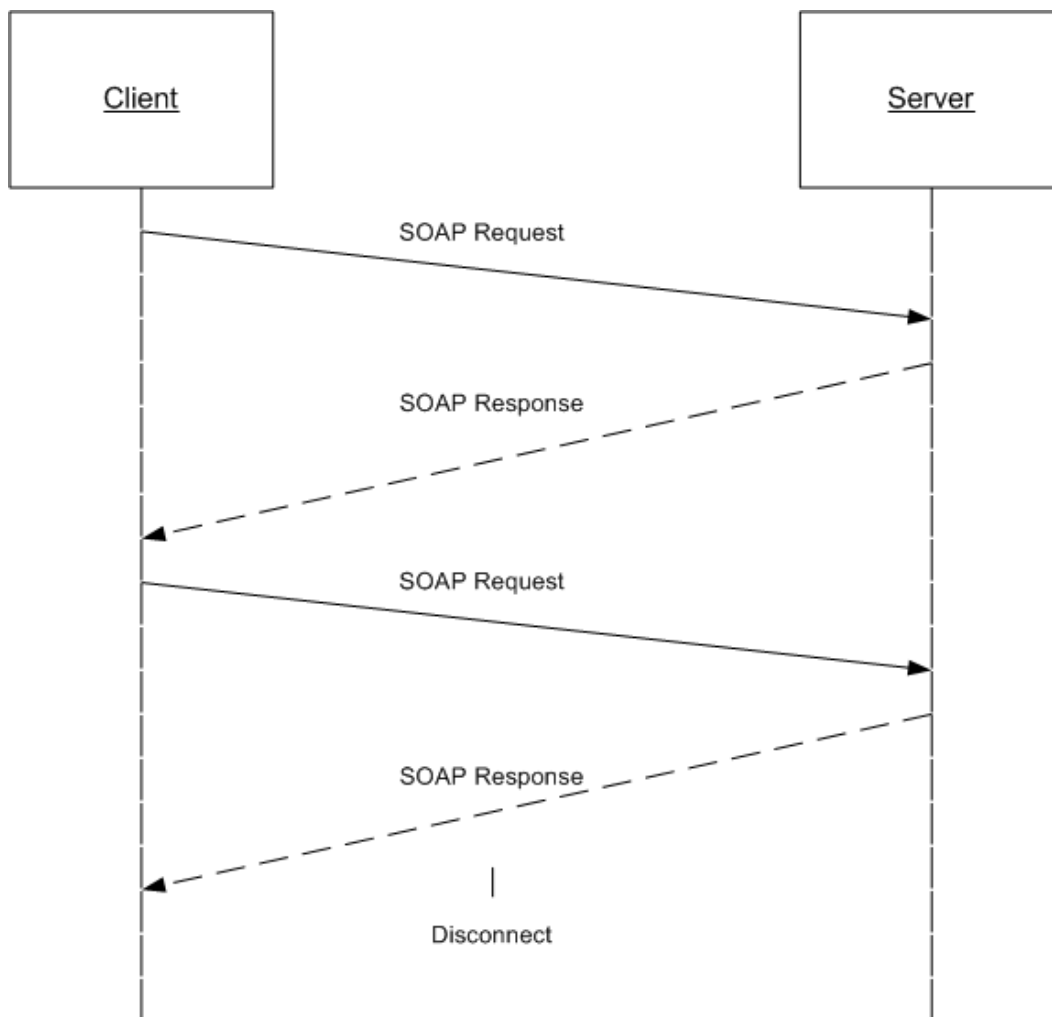 Client
Server
SOAP Request
SOAP Response
SOAP Request
SOAP Response
Disconnect